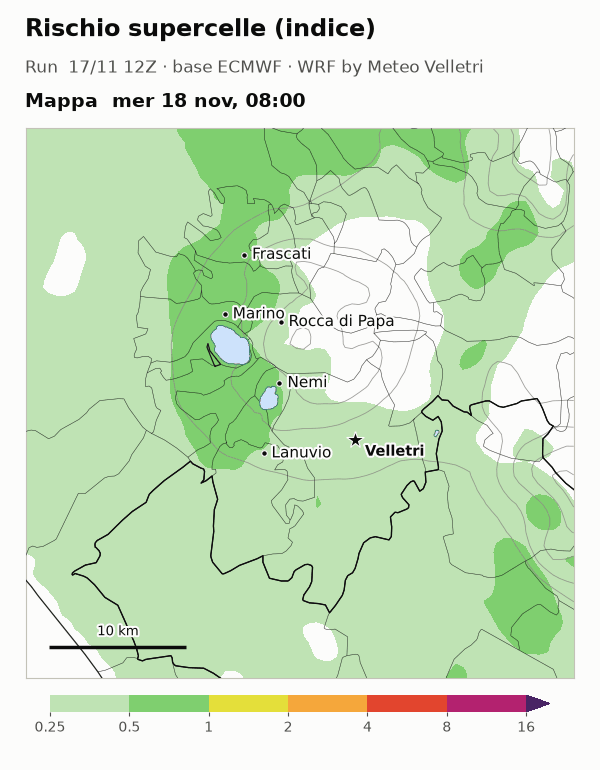 Rischio supercelle (indice)
Run  17/11 12Z · base ECMWF · WRF by Meteo Velletri
Mappa  mer 18 nov, 08:00
Frascati
Marino
Rocca di Papa
Nemi
Velletri
Lanuvio
10 km
0.25 0.5 1 2 4 8 16